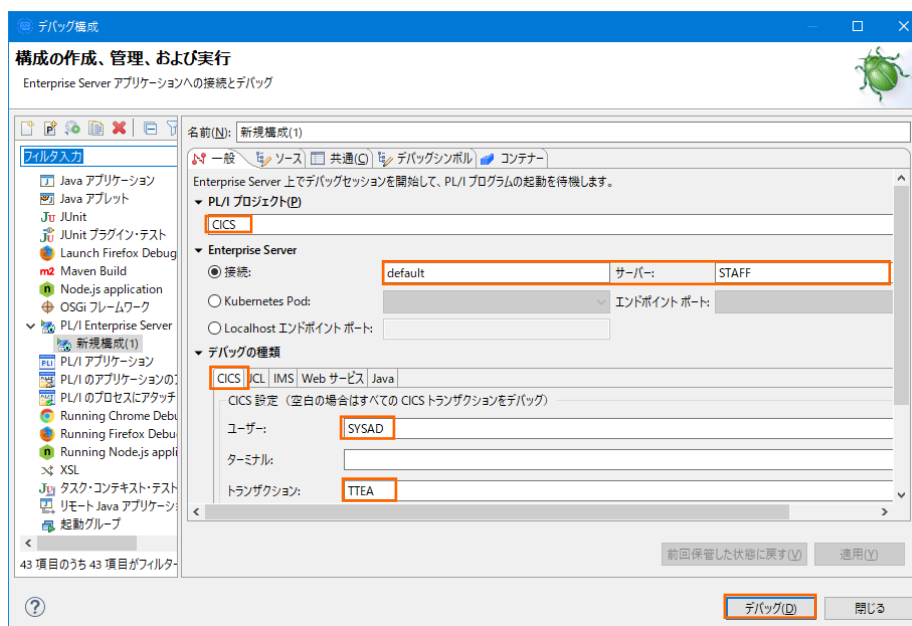 デバッグ構成
構成の作成、管理、および実行
Enterprise Server アプリケーションへの接続とデバッグ
フィルタ入力
Java アプリケーション
Java アプレット
JUnit
JUnit プラグイン・テスト
Launch Firefox Debug
Maven Build
Node.js application
OSGi フレームワーク
PL/I Enterprise Server
新規構成(1)
PL/I アプリケーション
PL/I のアプリケーションの
PL/I のプロセスにアタッチ
Running Chrome Debu
Running Firefox Debu
Running Node.js appli
XSL
タスク・コンテキスト・テスト
リモート Java アプリケーシ
起動グループ
43 項目のうち 43 項目がフィルター
名前(N): 新規構成(1)
一般 ソース 共通(C) デバッグシンボル コンテナー
Enterprise Server 上でデバッグセッションを開始して、PL/I プログラムの起動を待機します。
PL/I プロジェクト(P)
CICS
Enterprise Server
接続: default サーバー: STAFF
Kubernetes Pod: エンドポイント ポート:
Localhost エンドポイント ポート:
デバッグの種類
CICS JCL IMS Web サービス Java
CICS 設定（空白の場合はすべての CICS トランザクションをデバッグ）
ユーザー: SYSAD
ターミナル:
トランザクション: TTEA
前回保管した状態に戻す(V) 適用(Y)
デバッグ(D) 閉じる